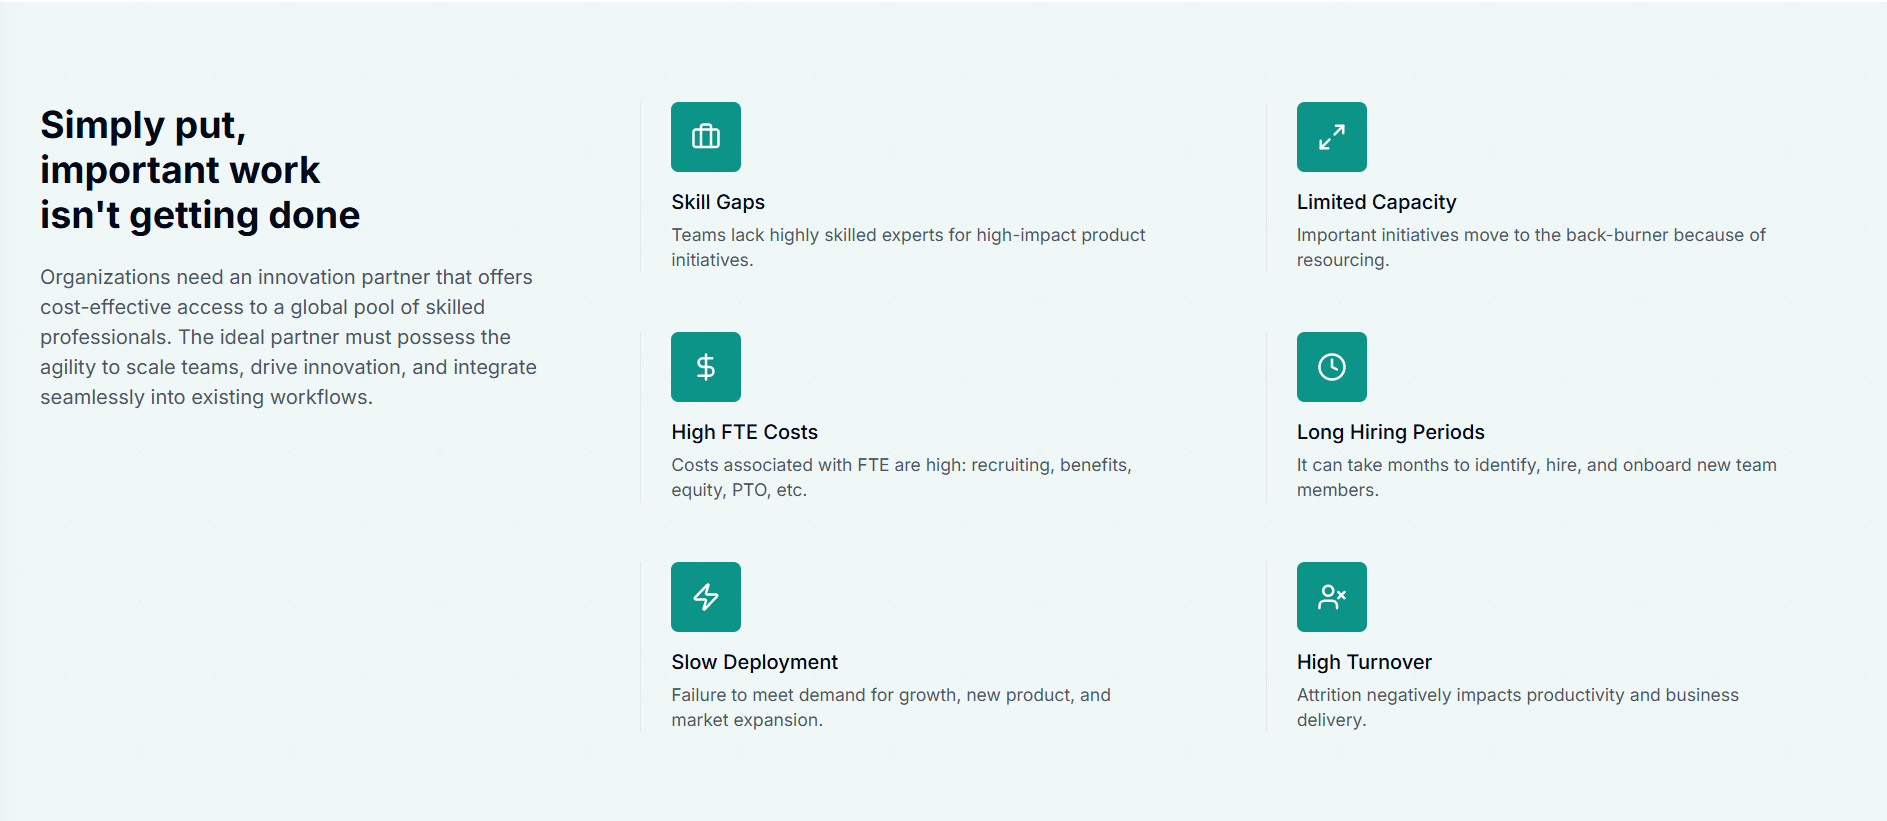 Simply put,
important work
isn't getting done
Organizations need an innovation partner that offers
cost-effective access to a global pool of skilled
professionals. The ideal partner must possess the
agility to scale teams, drive innovation, and integrate
seamlessly into existing workflows.
Skill Gaps
Teams lack highly skilled experts for high-impact product
initiatives.
Limited Capacity
Important initiatives move to the back-burner because of
resourcing.
High FTE Costs
Costs associated with FTE are high: recruiting, benefits,
equity, PTO, etc.
Long Hiring Periods
It can take months to identify, hire, and onboard new team
members.
Slow Deployment
Failure to meet demand for growth, new product, and
market expansion.
High Turnover
Attrition negatively impacts productivity and business
delivery.